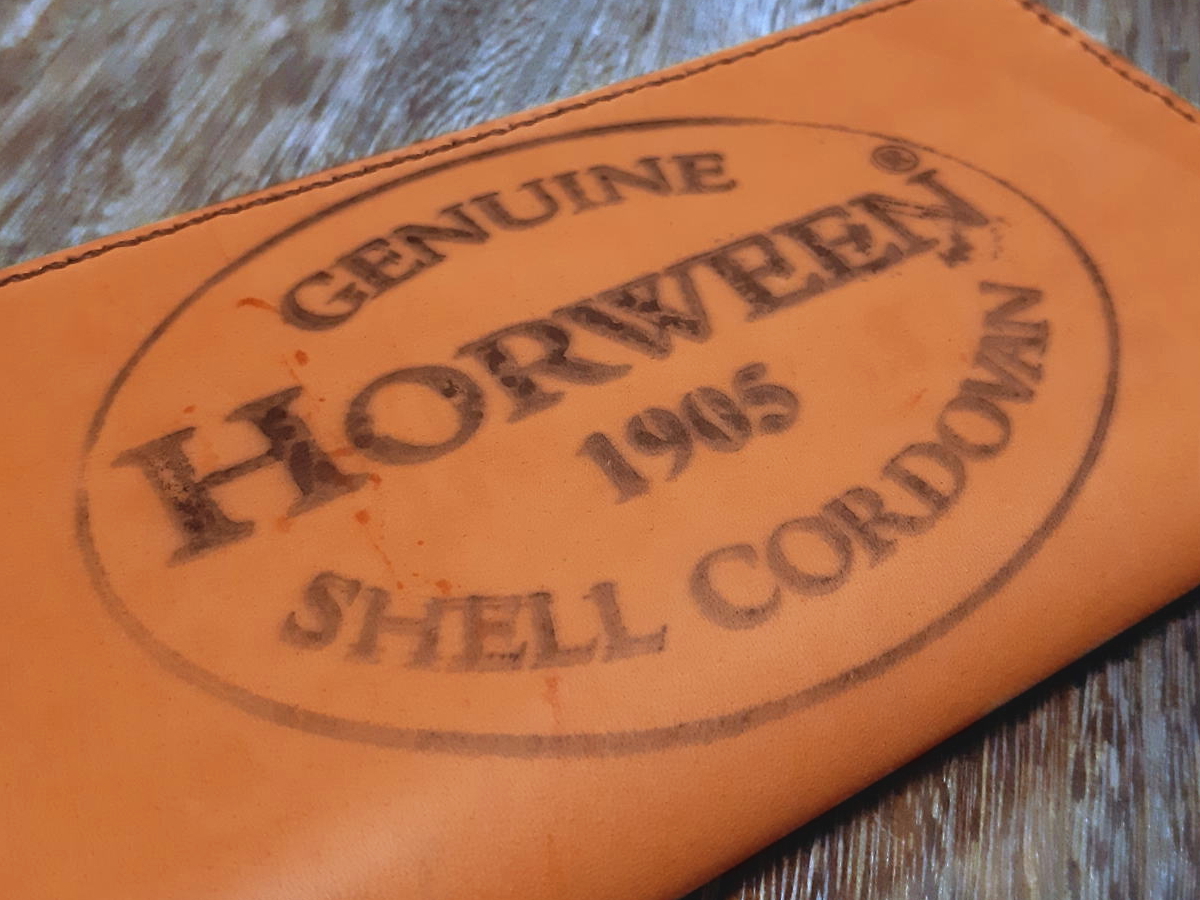 GENUINE
HORWEEN®
1905
SHELL CORDOVAN